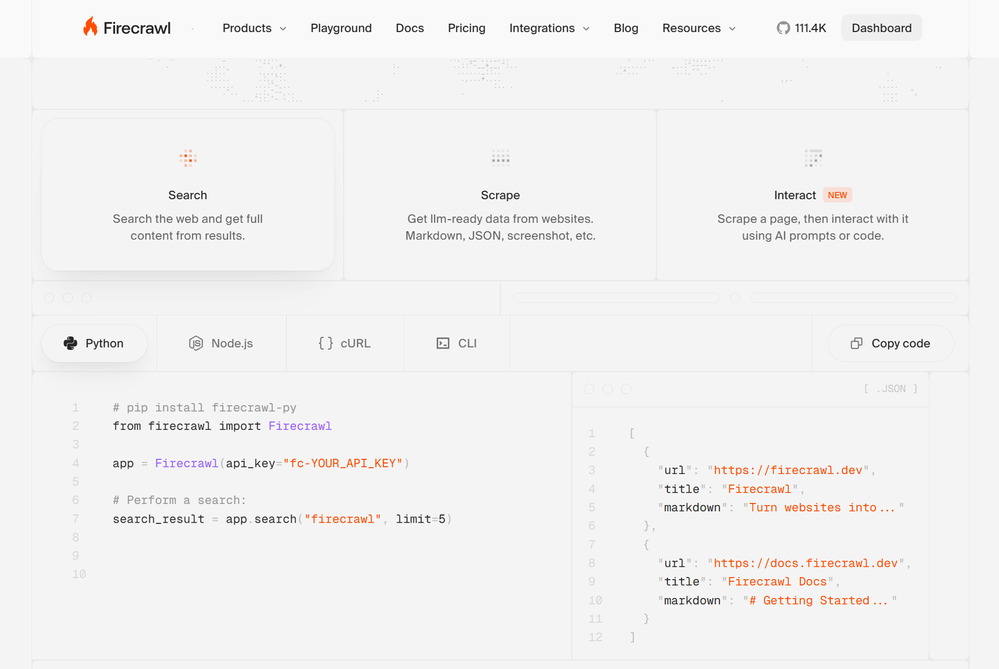 Firecrawl
Products
Playground
Docs
Pricing
Integrations
Blog
Resources
111.4K
Dashboard
Search
Search the web and get full
content from results.
Scrape
Get llm-ready data from websites.
Markdown, JSON, screenshot, etc.
Interact NEW
Scrape a page, then interact with it
using AI prompts or code.
Python
Node.js
cURL
CLI
Copy code
1 # pip install firecrawl-py
2 from firecrawl import Firecrawl
3
4 app = Firecrawl(api_key="fc-YOUR_API_KEY")
5
6 # Perform a search:
7 search_result = app.search("firecrawl", limit=5)
8
9
10
[ .JSON ]
1 [
2 {
3 "url": "https://firecrawl.dev",
4 "title": "Firecrawl",
5 "markdown": "Turn websites into..."
6 },
7 {
8 "url": "https://docs.firecrawl.dev",
9 "title": "Firecrawl Docs",
10 "markdown": "# Getting Started..."
11 }
12 ]